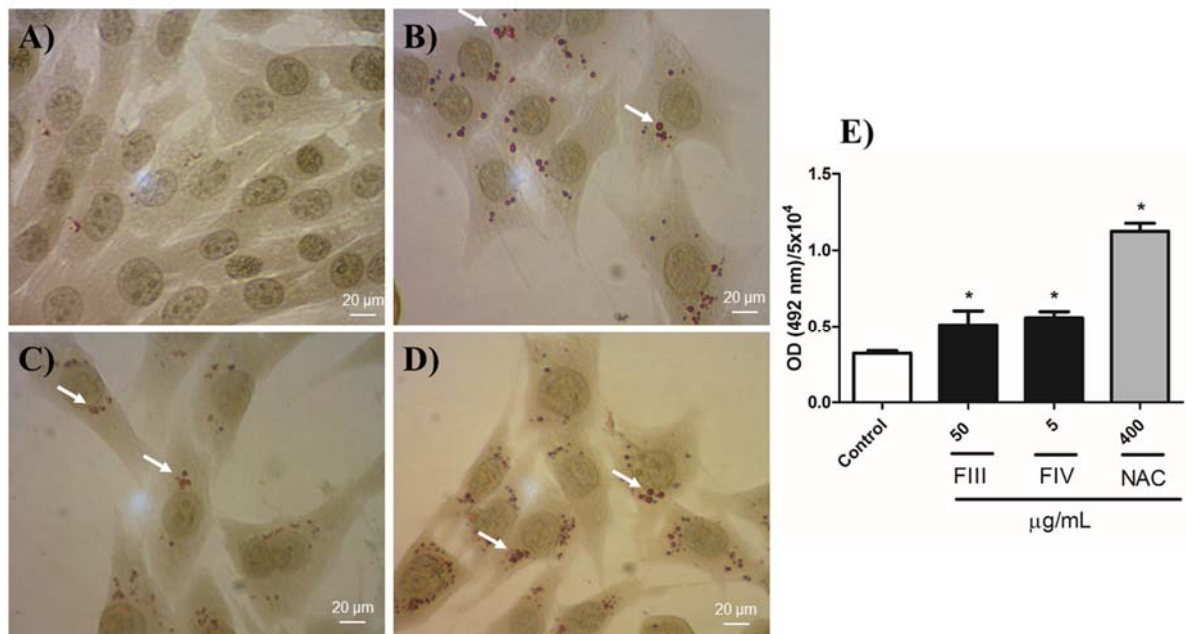 A)
B)
20 µm
20 µm
C)
D)
20 µm
20 µm
E)
OD (492 nm)/5x10⁴
1.5
1.0
0.5
0.0
*
*
*
Control
50
5
400
FIII
FIV
NAC
µg/mL